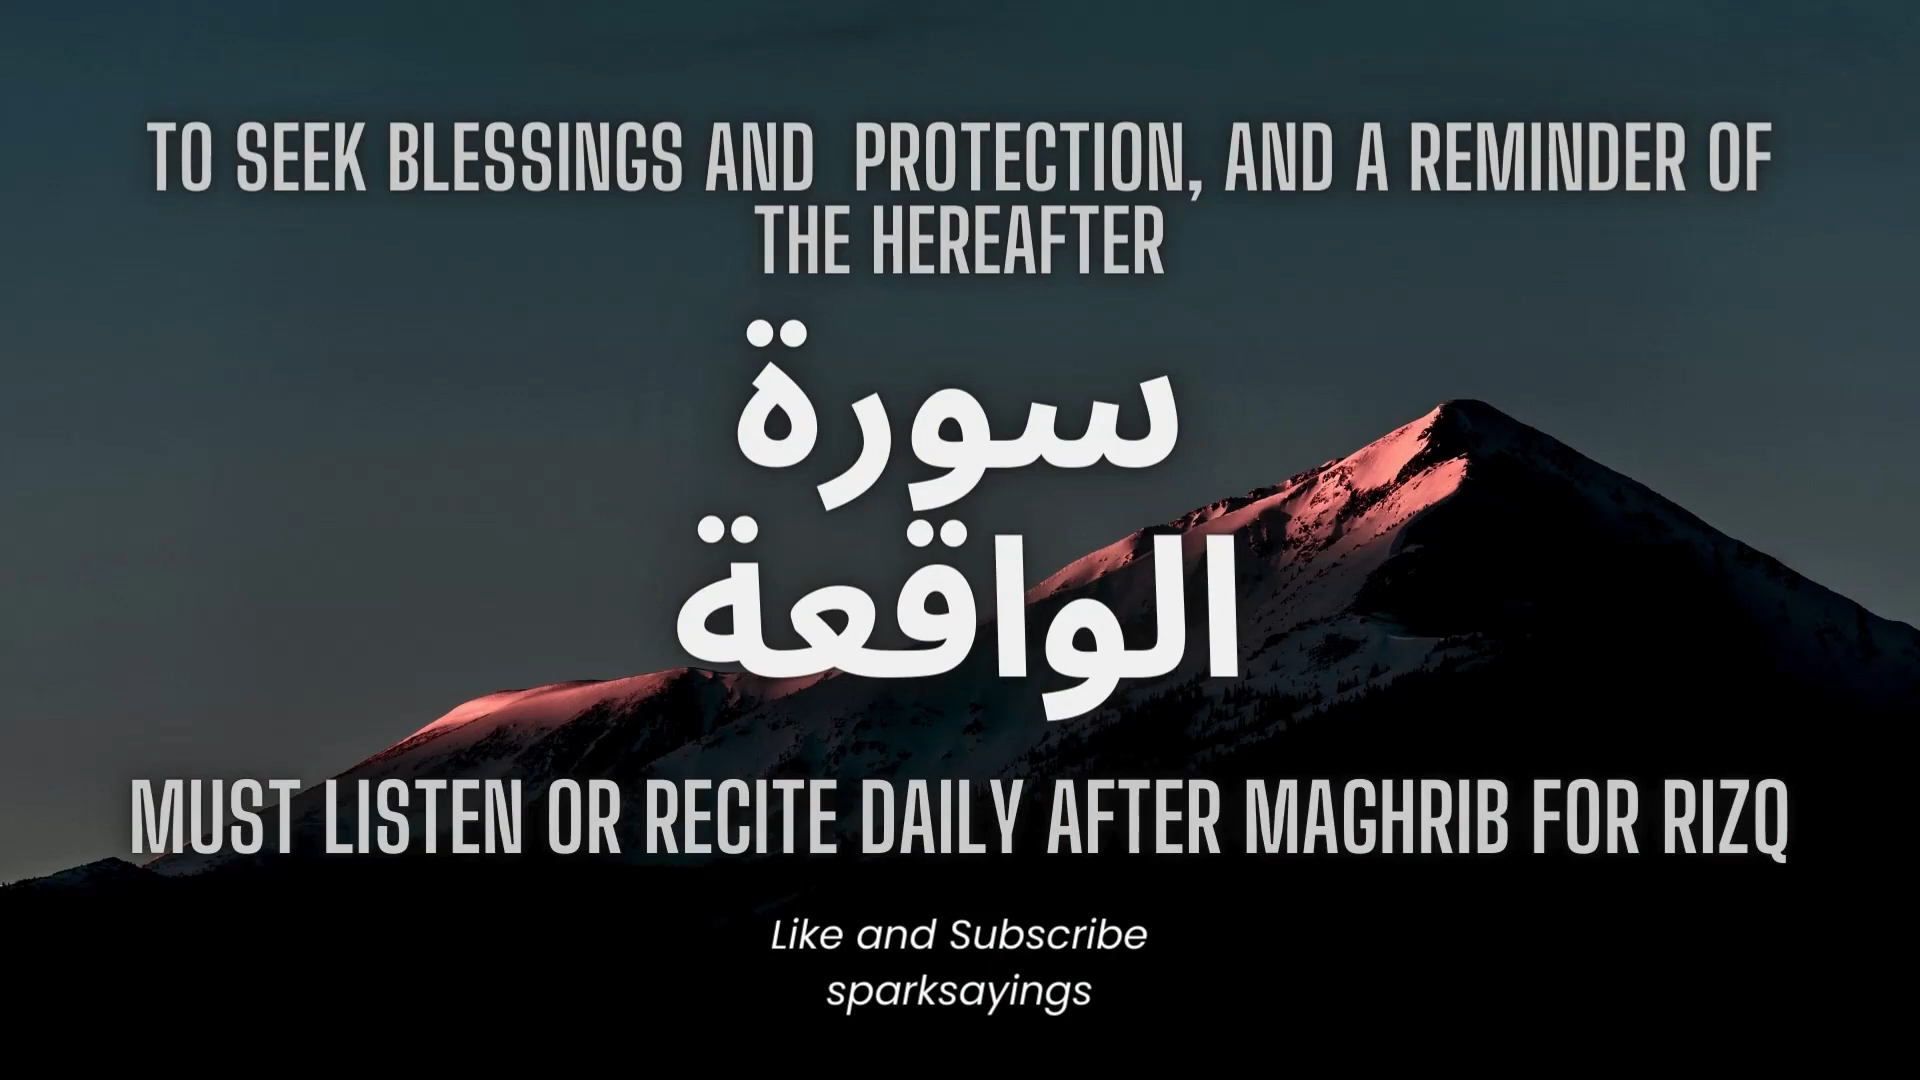 TO SEEK BLESSINGS AND PROTECTION, AND A REMINDER OF
THE HEREAFTER
سورة
الواقعة
MUST LISTEN OR RECITE DAILY AFTER MAGHRIB FOR RIZQ
Like and Subscribe
sparksayings